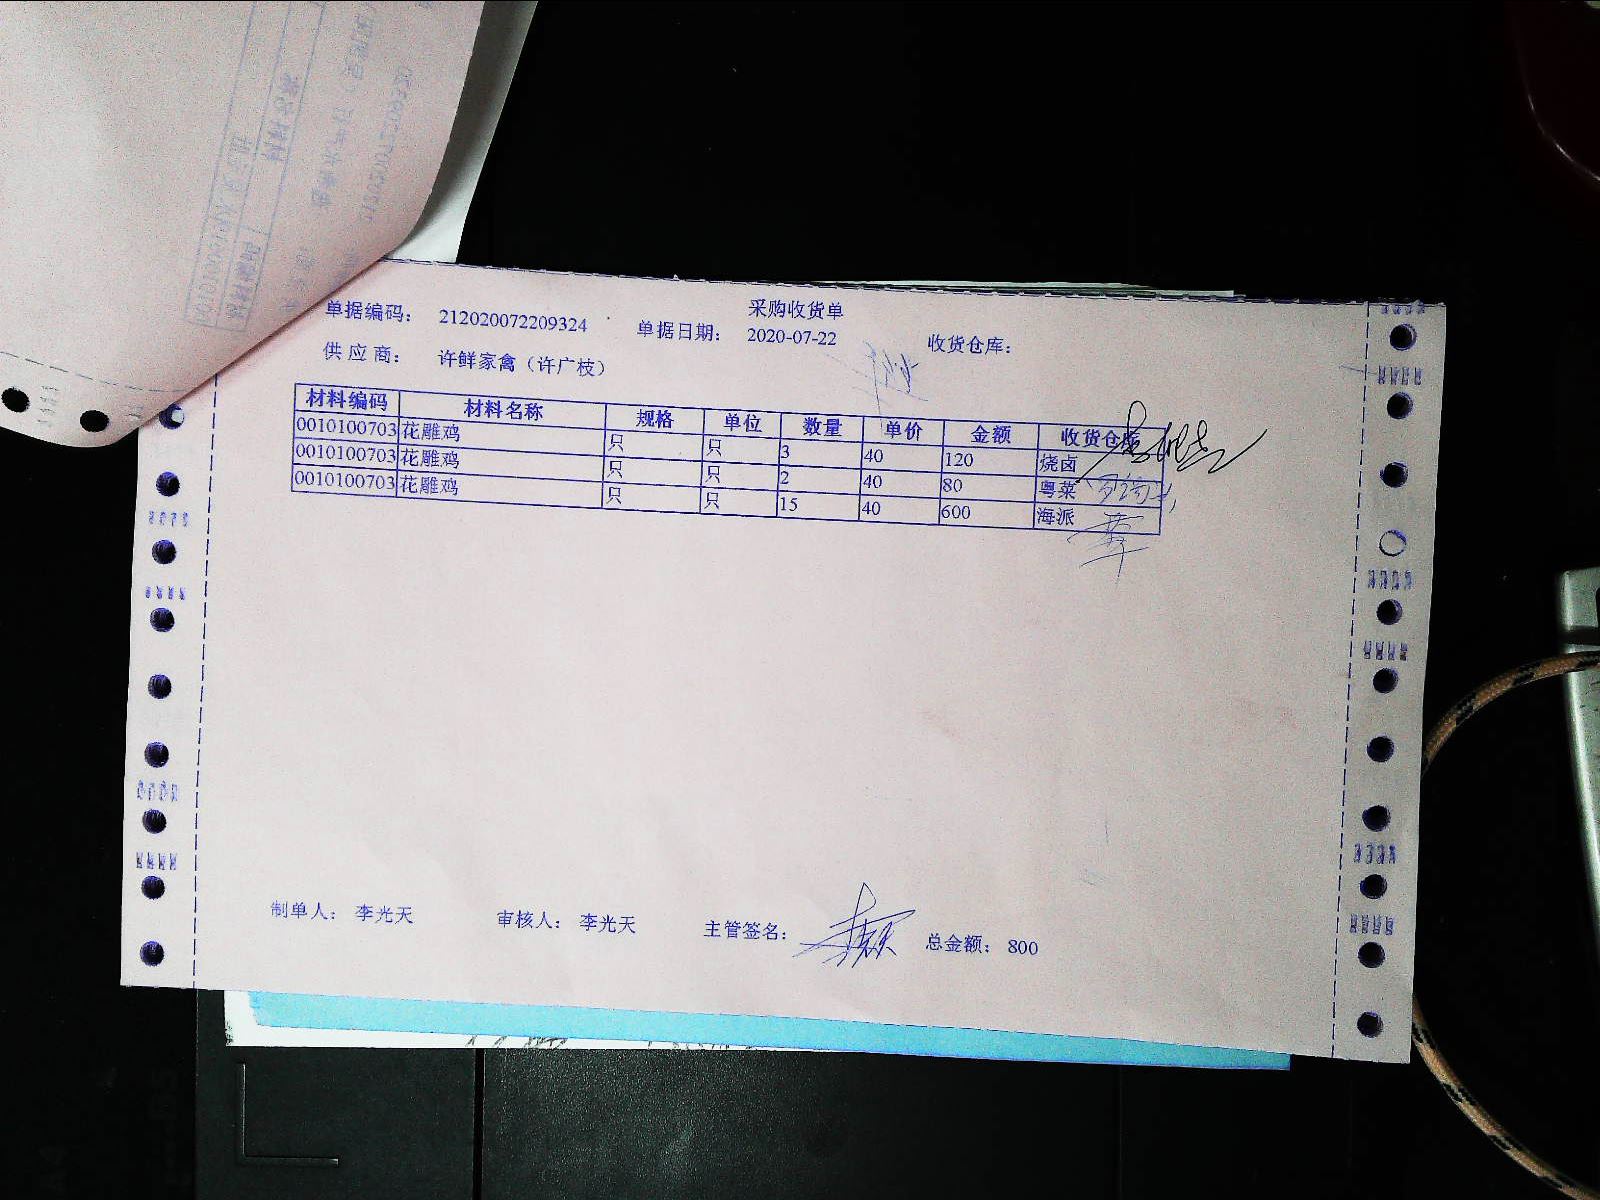 采购收货单
单据编码： 212020072209324 单据日期： 2020-07-22 收货仓库：
供 应 商： 许鲜家禽（许广枝）
材料编码 材料名称 规格 单位 数量 单价 金额 收货仓库
0010100703 花雕鸡 只 只 3 40 120 烧卤
0010100703 花雕鸡 只 只 2 40 80 粤菜
0010100703 花雕鸡 只 只 15 40 600 海派
制单人： 李光天 审核人： 李光天 主管签名： 总金额： 800